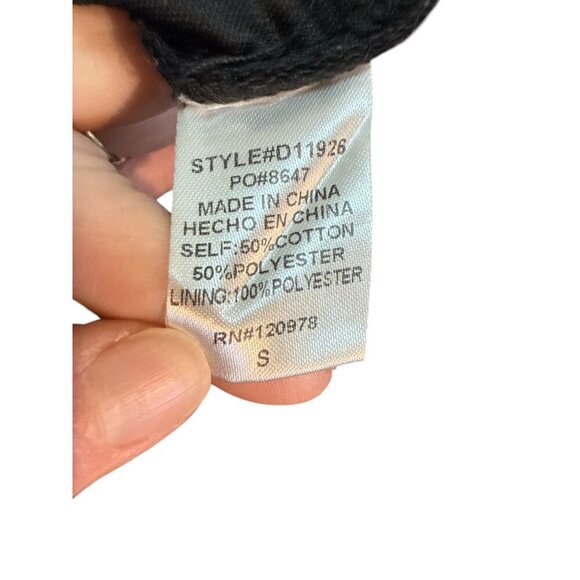 STYLE#D11926
PO#8647
MADE IN CHINA
HECHO EN CHINA
SELF:50%COTTON
50%POLYESTER
LINING:100%POLYESTER
RN#120978
S